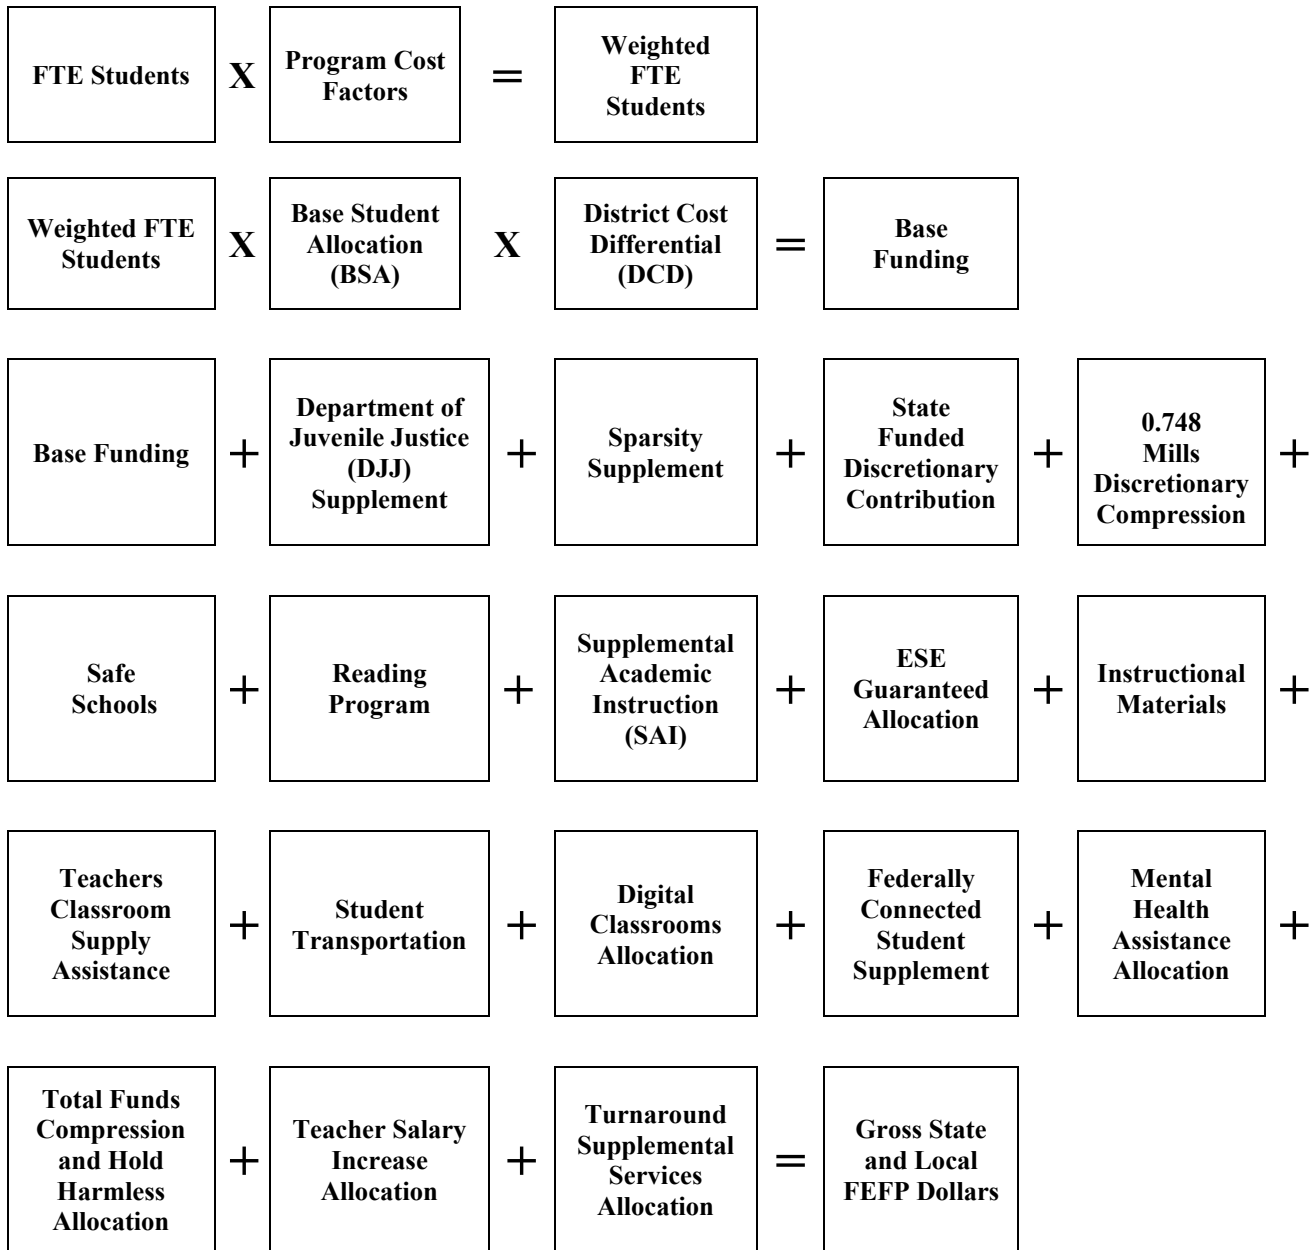 FTE Students
X
Program Cost
Factors
=
Weighted
FTE
Students
Weighted FTE
Students
X
Base Student
Allocation
(BSA)
X
District Cost
Differential
(DCD)
=
Base
Funding
Base Funding
+
Department of
Juvenile Justice
(DJJ)
Supplement
+
Sparsity
Supplement
+
State
Funded
Discretionary
Contribution
+
0.748
Mills
Discretionary
Compression
+
Safe
Schools
+
Reading
Program
+
Supplemental
Academic
Instruction
(SAI)
+
ESE
Guaranteed
Allocation
+
Instructional
Materials
+
Teachers
Classroom
Supply
Assistance
+
Student
Transportation
+
Digital
Classrooms
Allocation
+
Federally
Connected
Student
Supplement
+
Mental
Health
Assistance
Allocation
+
Total Funds
Compression
and Hold
Harmless
Allocation
+
Teacher Salary
Increase
Allocation
+
Turnaround
Supplemental
Services
Allocation
=
Gross State
and Local
FEFP Dollars